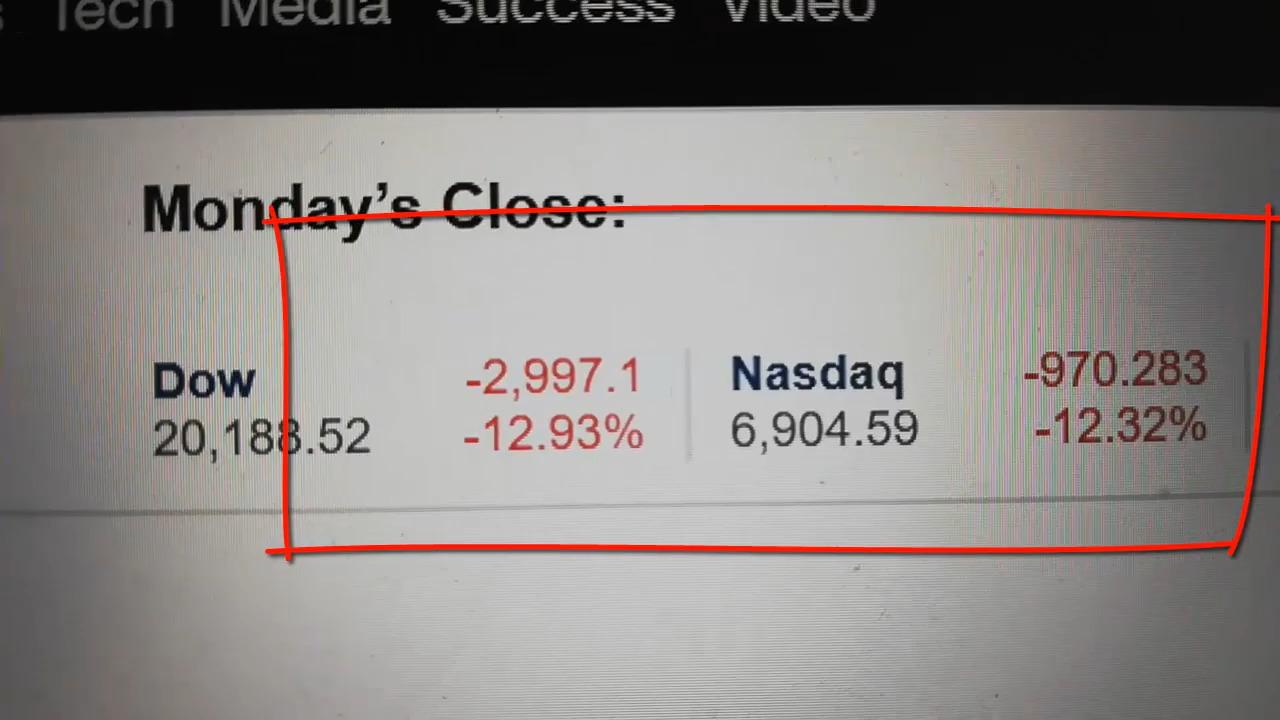 Tech Media Success Video
Monday's Close:
Dow -2,997.1 Nasdaq -970.283
20,188.52 -12.93% 6,904.59 -12.32%